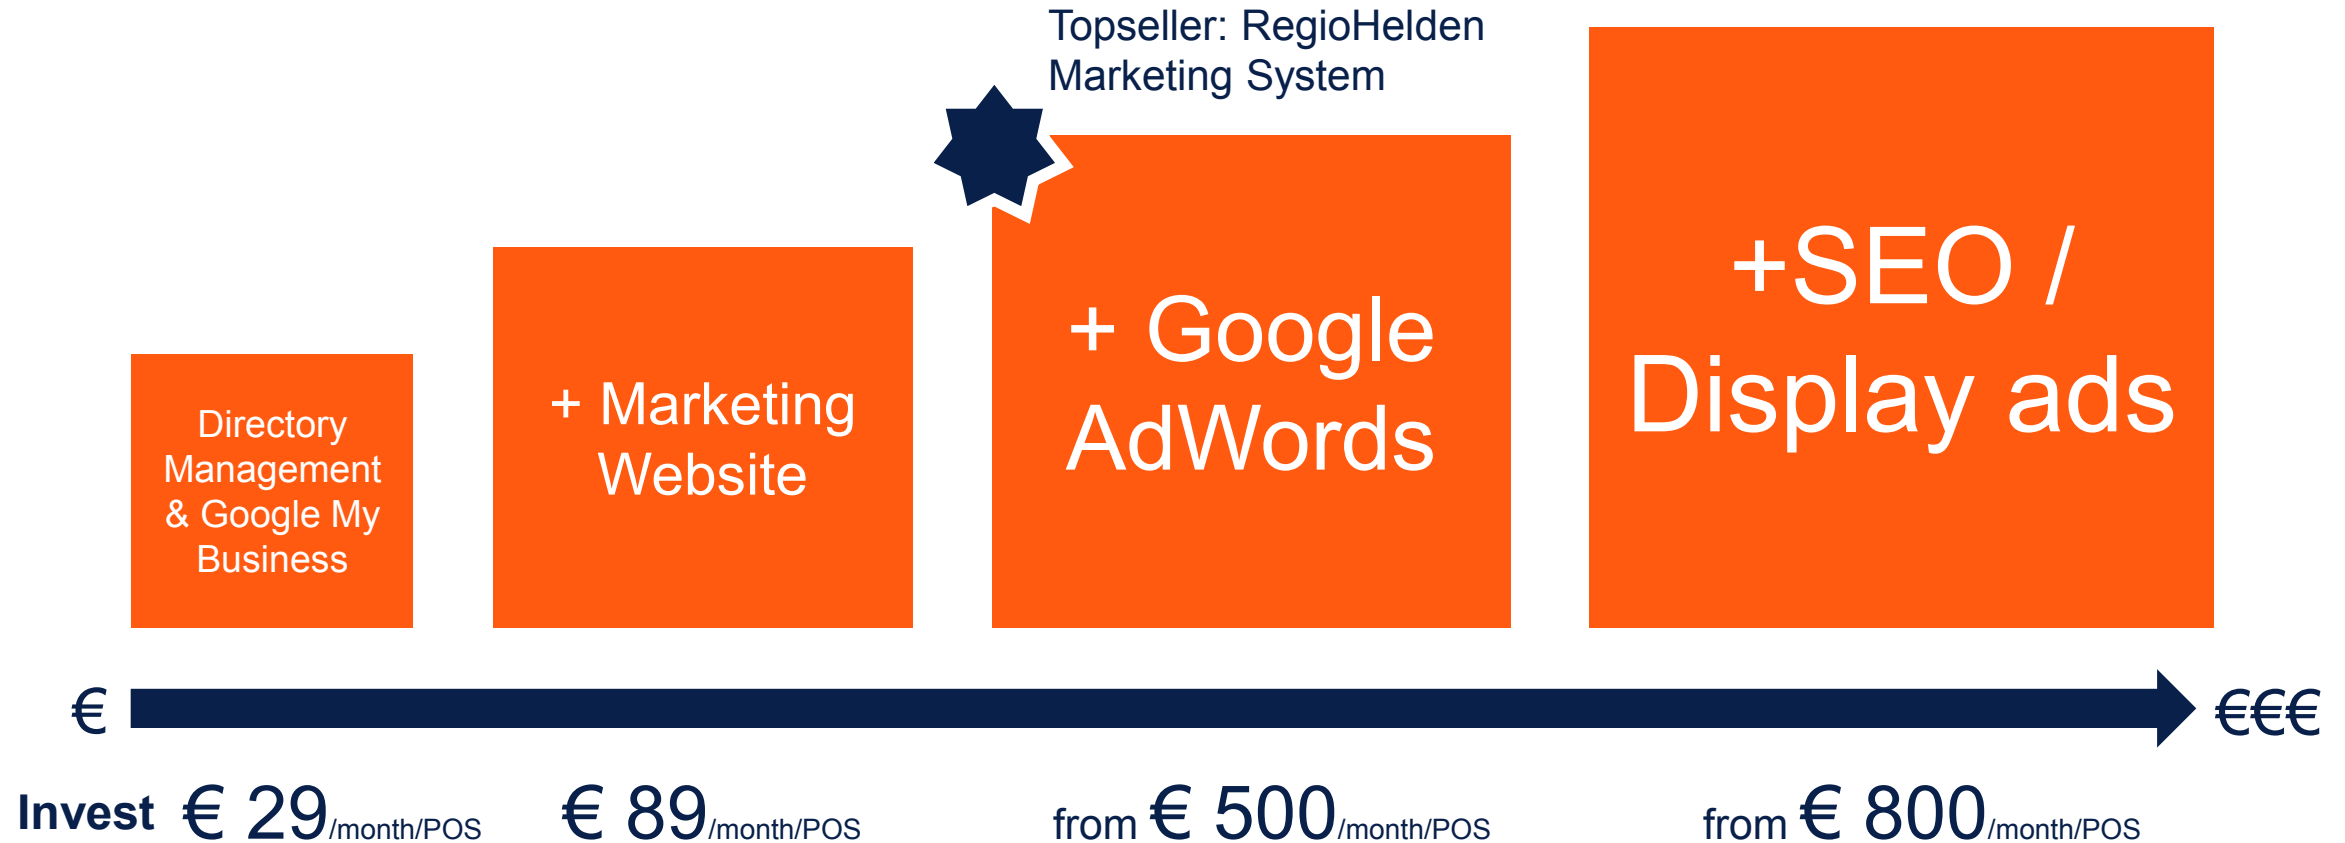 Topseller: RegioHelden
Marketing System
Directory
Management
& Google My
Business
+ Marketing
Website
+ Google
AdWords
+SEO /
Display ads
€ €€€
Invest € 29/month/POS € 89/month/POS from € 500/month/POS from € 800/month/POS